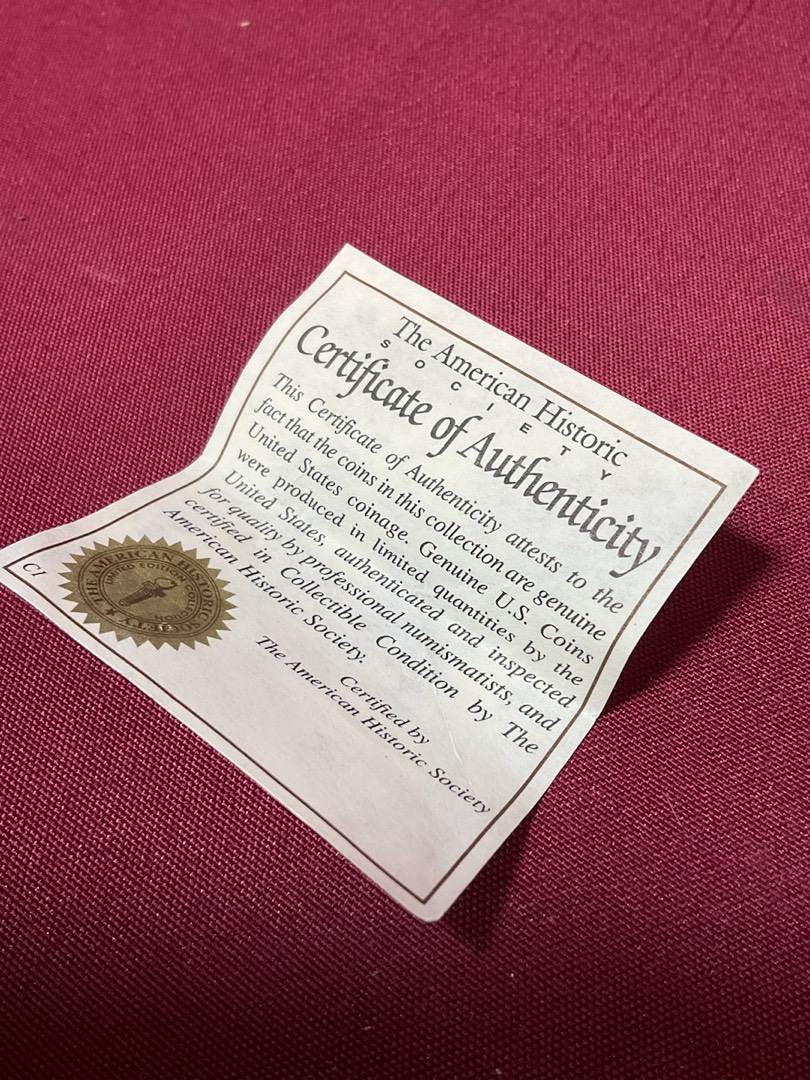 The American Historic
SOCIETY
Certificate of Authenticity
This Certificate of Authenticity attests to the
fact that the coins in this collection are genuine
United States coinage. Genuine U.S. Coins
were produced in limited quantities by the
United States, authenticated and inspected
for quality by professional numismatists, and
certified in Collectible Condition by The
American Historic Society.
Certified by
The American Historic Society
THE AMERICAN HISTORIC SOCIETY
LIMITED EDITION
C1